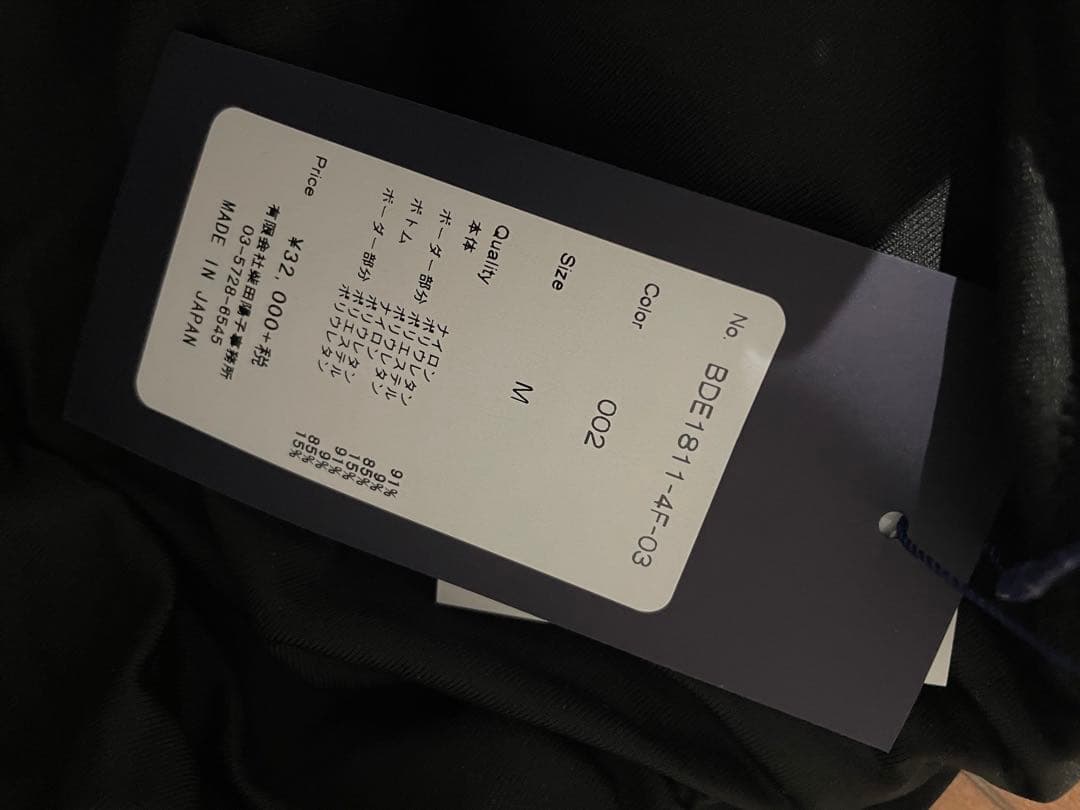 No. BDE1811-4F-03
Color 002
Size M
Quality
本体 ナイロン 91%
ポリウレタン 9%
ボーダー部分 ポリエステル 85%
ポリウレタン 15%
ボトム ナイロン 91%
ポリウレタン 9%
ボーダー部分 ポリエステル 85%
ポリウレタン 15%
Price ¥32,000+税
有限会社柴田陽子事務所
03-5728-6545
MADE IN JAPAN